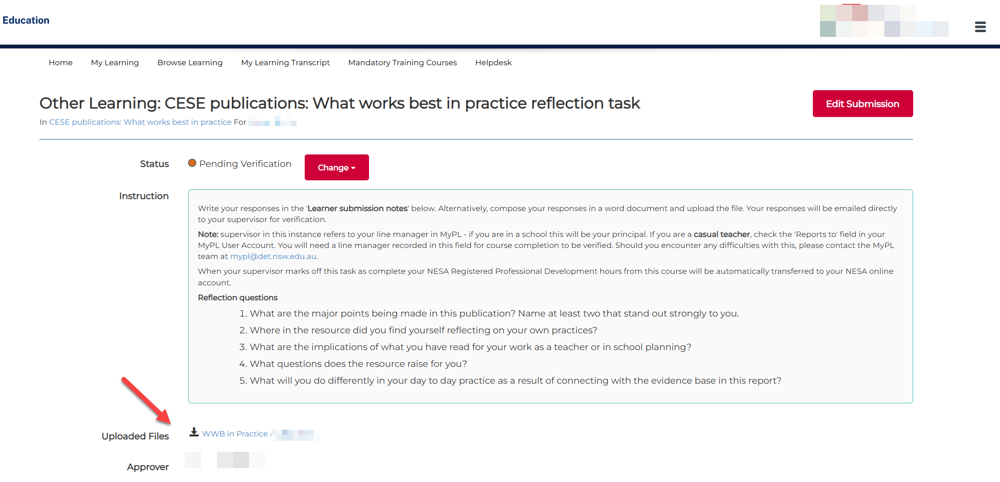 Education
Home My Learning Browse Learning My Learning Transcript Mandatory Training Courses Helpdesk
Other Learning: CESE publications: What works best in practice reflection task
Edit Submission
In CESE publications: What works best in practice For
Status Pending Verification Change
Instruction
Write your responses in the 'Learner submission notes' below. Alternatively, compose your responses in a word document and upload the file. Your responses will be emailed directly
to your supervisor for verification.
Note: supervisor in this instance refers to your line manager in MyPL - if you are in a school this will be your principal. If you are a casual teacher, check the 'Reports to' field in your
MyPL User Account. You will need a line manager recorded in this field for course completion to be verified. Should you encounter any difficulties with this, please contact the MyPL
team at mypl@det.nsw.edu.au.
When your supervisor marks off this task as complete your NESA Registered Professional Development hours from this course will be automatically transferred to your NESA online
account.
Reflection questions
1. What are the major points being made in this publication? Name at least two that stand out strongly to you.
2. Where in the resource did you find yourself reflecting on your own practices?
3. What are the implications of what you have read for your work as a teacher or in school planning?
4. What questions does the resource raise for you?
5. What will you do differently in your day to day practice as a result of connecting with the evidence base in this report?
Uploaded Files WWB in Practice
Approver